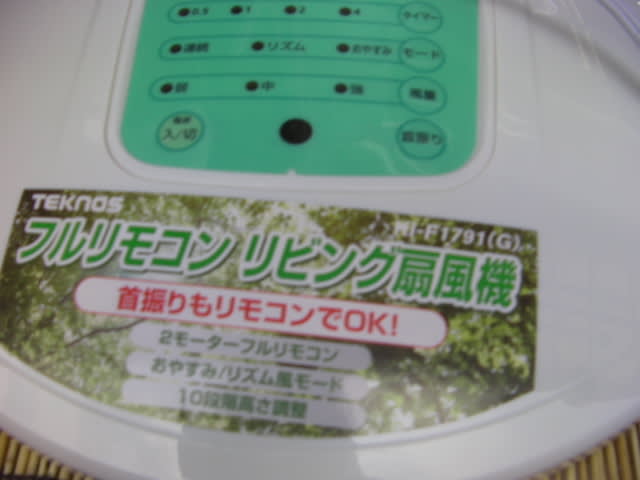 0.5 1 2 4 タイマー
連続 リズム おやすみ モード
弱 中 強 風量
入/切 首振り
TEKNOS
HI-F1791(G)
フルリモコン リビング扇風機
首振りもリモコンでOK!
2モーターフルリモコン
おやすみ/リズム風モード
10段階高さ調整